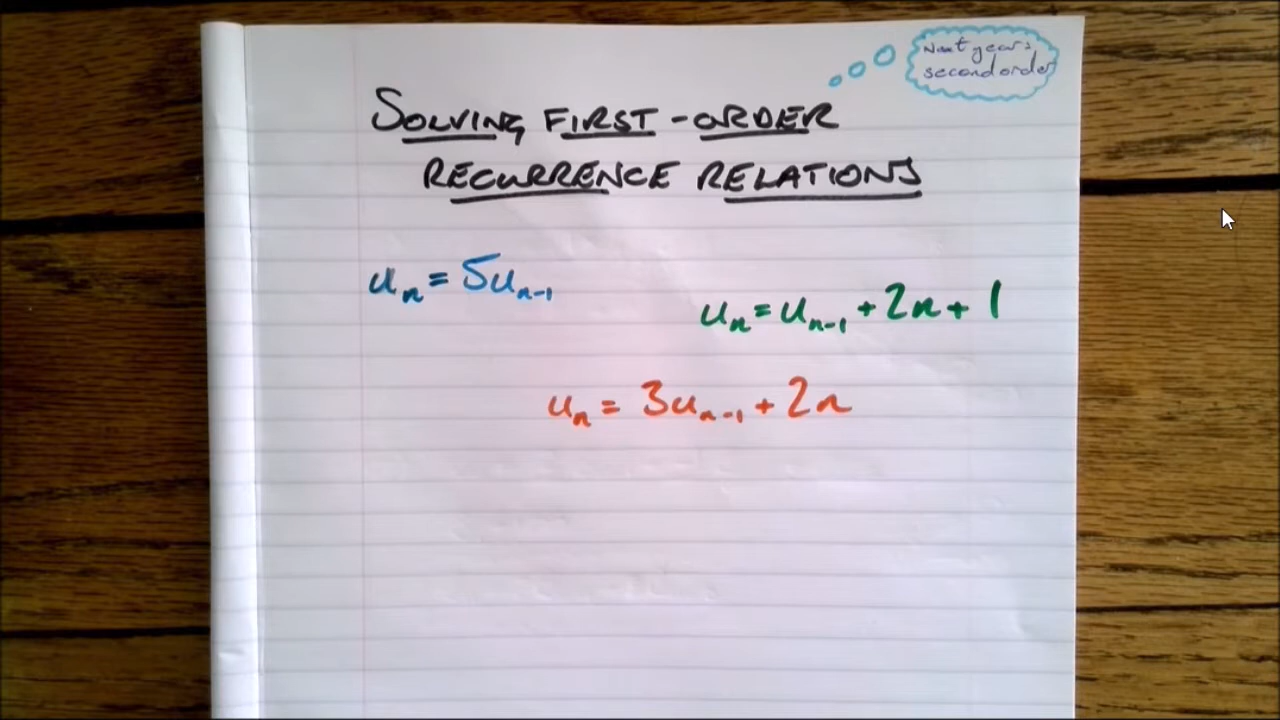 Next year:
second order
SOLVING FIRST-ORDER
RECURRENCE RELATIONS
uₙ = 5uₙ₋₁
uₙ = uₙ₋₁ + 2n + 1
uₙ = 3uₙ₋₁ + 2n